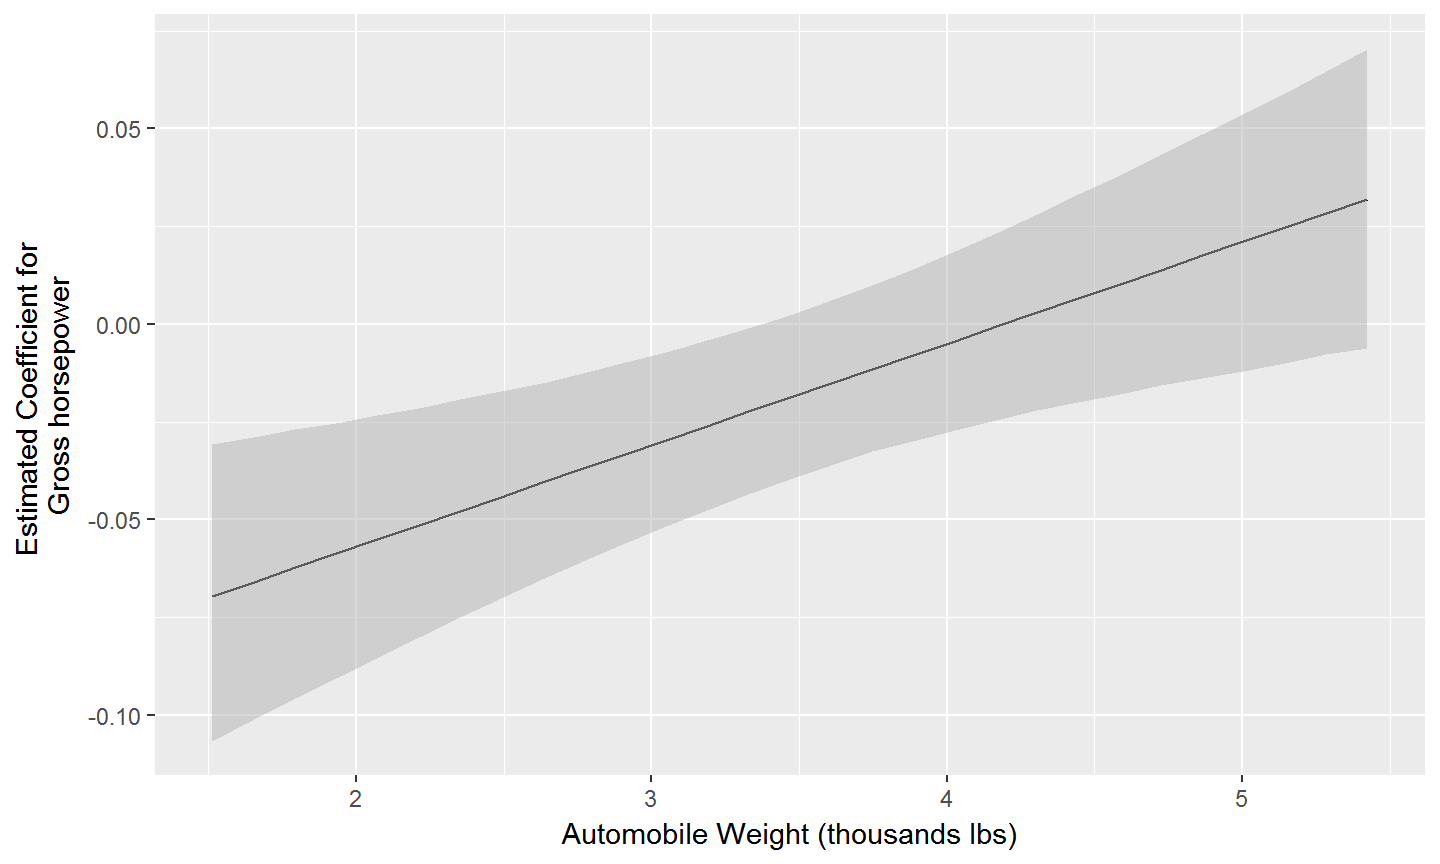 Estimated Coefficient for
Gross horsepower
0.05
0.00
-0.05
-0.10
2
3
4
5
Automobile Weight (thousands lbs)